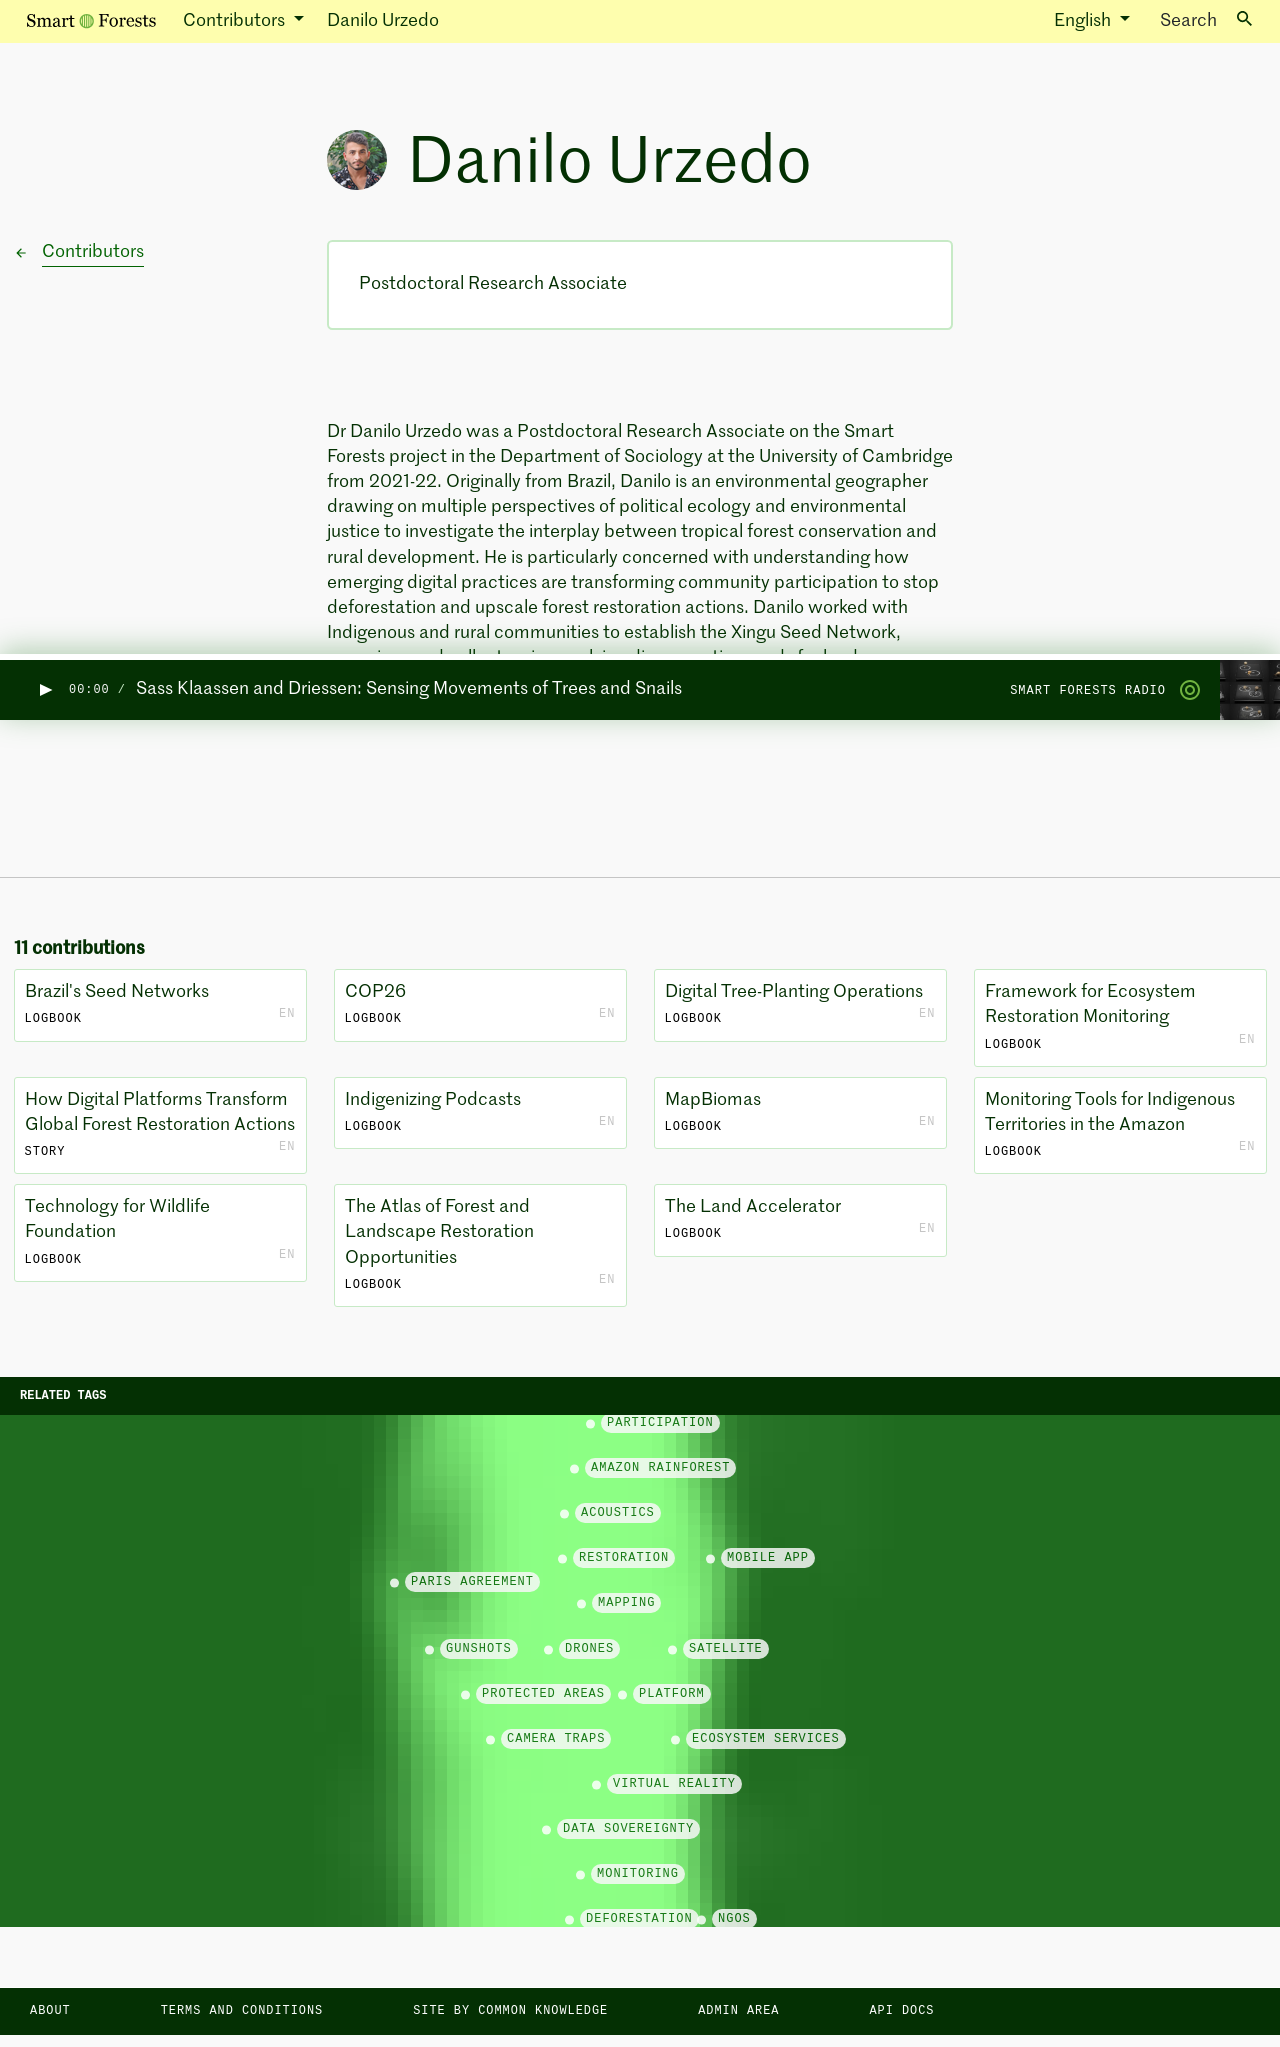 Smart Forests Contributors Danilo Urzedo English Search
Danilo Urzedo
Contributors
Postdoctoral Research Associate
Dr Danilo Urzedo was a Postdoctoral Research Associate on the Smart
Forests project in the Department of Sociology at the University of Cambridge
from 2021-22. Originally from Brazil, Danilo is an environmental geographer
drawing on multiple perspectives of political ecology and environmental
justice to investigate the interplay between tropical forest conservation and
rural development. He is particularly concerned with understanding how
emerging digital practices are transforming community participation to stop
deforestation and upscale forest restoration actions. Danilo worked with
Indigenous and rural communities to establish the Xingu Seed Network,
00:00 / Sass Klaassen and Driessen: Sensing Movements of Trees and Snails
SMART FORESTS RADIO
11 contributions
Brazil's Seed Networks
LOGBOOK EN
COP26
LOGBOOK EN
Digital Tree-Planting Operations
LOGBOOK EN
Framework for Ecosystem
Restoration Monitoring
LOGBOOK EN
How Digital Platforms Transform
Global Forest Restoration Actions
STORY EN
Indigenizing Podcasts
LOGBOOK EN
MapBiomas
LOGBOOK EN
Monitoring Tools for Indigenous
Territories in the Amazon
LOGBOOK EN
Technology for Wildlife
Foundation
LOGBOOK EN
The Atlas of Forest and
Landscape Restoration
Opportunities
LOGBOOK EN
The Land Accelerator
LOGBOOK EN
RELATED TAGS
PARTICIPATION
AMAZON RAINFOREST
ACOUSTICS
RESTORATION MOBILE APP
PARIS AGREEMENT
MAPPING
GUNSHOTS DRONES SATELLITE
PROTECTED AREAS PLATFORM
CAMERA TRAPS ECOSYSTEM SERVICES
VIRTUAL REALITY
DATA SOVEREIGNTY
MONITORING
DEFORESTATION NGOS
ABOUT TERMS AND CONDITIONS SITE BY COMMON KNOWLEDGE ADMIN AREA API DOCS